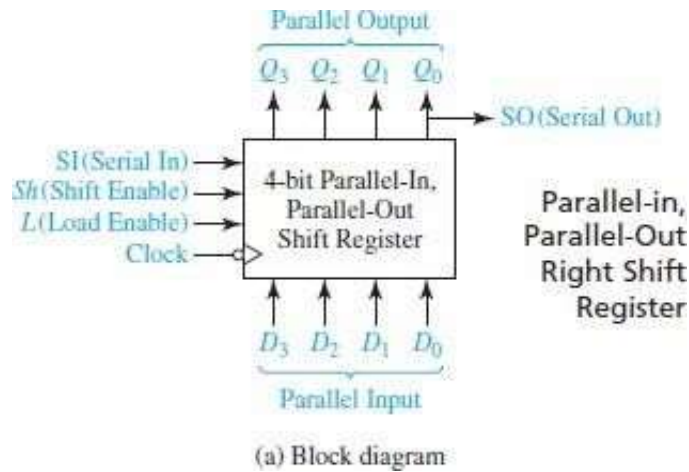 Parallel Output
Q3 Q2 Q1 Q0
SO (Serial Out)
SI (Serial In)
Sh (Shift Enable)
L (Load Enable)
Clock
4-bit Parallel-In,
Parallel-Out
Shift Register
Parallel-in,
Parallel-Out
Right Shift
Register
D3 D2 D1 D0
Parallel Input
(a) Block diagram